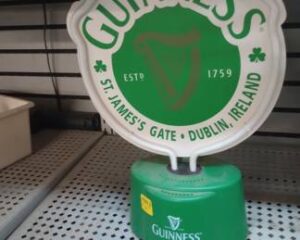 GUINNESS
ESTD 1759
ST. JAMES'S GATE • DUBLIN, IRELAND
GUINNESS